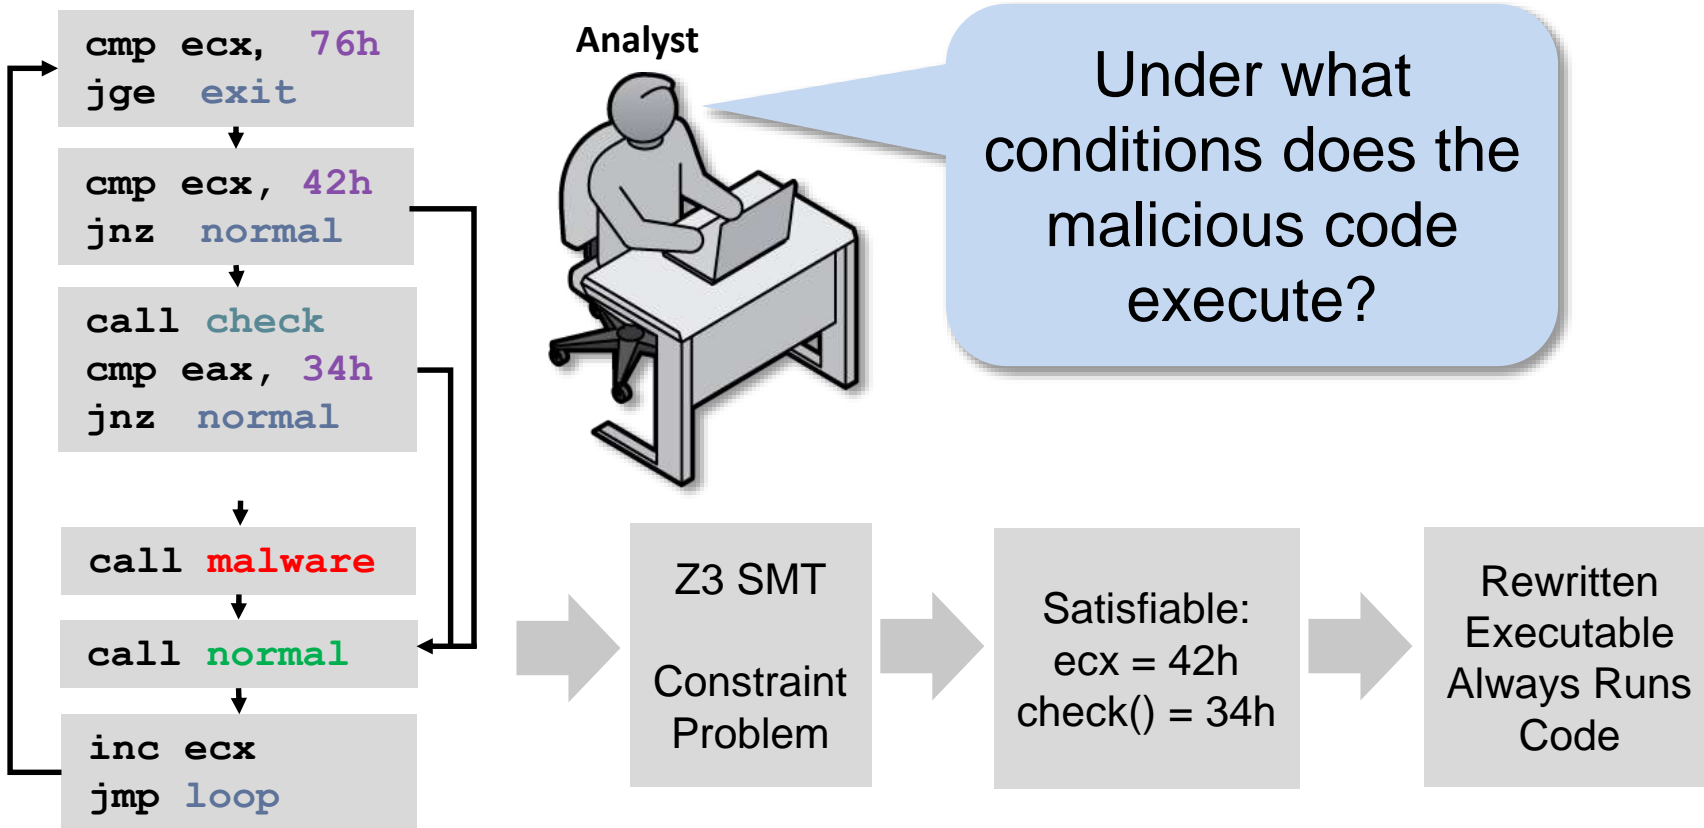 cmp ecx, 76h
jge exit
cmp ecx, 42h
jnz normal
call check
cmp eax, 34h
jnz normal
call malware
call normal
inc ecx
jmp loop
Analyst
Under what
conditions does the
malicious code
execute?
Z3 SMT
Constraint
Problem
Satisfiable:
ecx = 42h
check() = 34h
Rewritten
Executable
Always Runs
Code